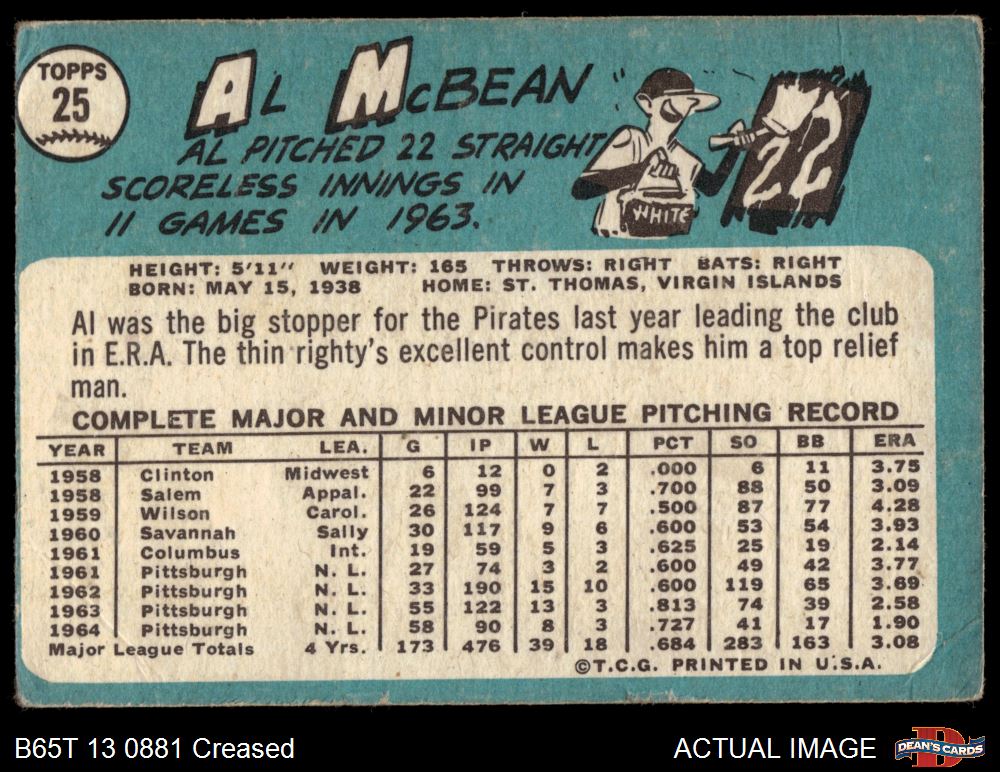 TOPPS
25
AL McBEAN
AL PITCHED 22 STRAIGHT
SCORELESS INNINGS IN
11 GAMES IN 1963.
WHITE
22
HEIGHT: 5'11" WEIGHT: 165 THROWS: RIGHT BATS: RIGHT
BORN: MAY 15, 1938 HOME: ST. THOMAS, VIRGIN ISLANDS
Al was the big stopper for the Pirates last year leading the club
in E.R.A. The thin righty's excellent control makes him a top relief
man.
COMPLETE MAJOR AND MINOR LEAGUE PITCHING RECORD
YEAR TEAM LEA. G IP W L PCT SO BB ERA
1958 Clinton Midwest 6 12 0 2 .000 6 11 3.75
1958 Salem Appal. 22 99 7 3 .700 88 50 3.09
1959 Wilson Carol. 26 124 7 7 .500 87 77 4.28
1960 Savannah Sally 30 117 9 6 .600 53 54 3.93
1961 Columbus Int. 19 59 5 3 .625 25 19 2.14
1961 Pittsburgh N. L. 27 74 3 2 .600 49 42 3.77
1962 Pittsburgh N. L. 33 190 15 10 .600 119 65 3.69
1963 Pittsburgh N. L. 55 122 13 3 .813 74 39 2.58
1964 Pittsburgh N. L. 58 90 8 3 .727 41 17 1.90
Major League Totals 4 Yrs. 173 476 39 18 .684 283 163 3.08
©T.C.G. PRINTED IN U.S.A.
B65T 13 0881 Creased
ACTUAL IMAGE
DEAN'S CARDS